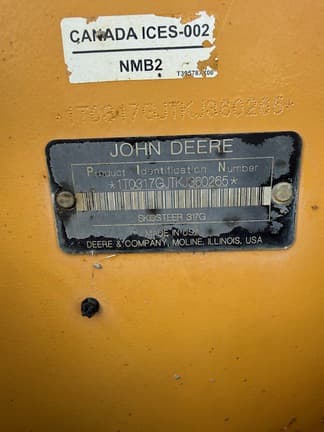 CANADA ICES-002
NMB2
*1T0317GJTKJ360265*
JOHN DEERE
Product Identification Number
*1T0317GJTKJ360265*
SKIDSTEER 317G
MADE IN USA
DEERE & COMPANY, MOLINE, ILLINOIS, USA